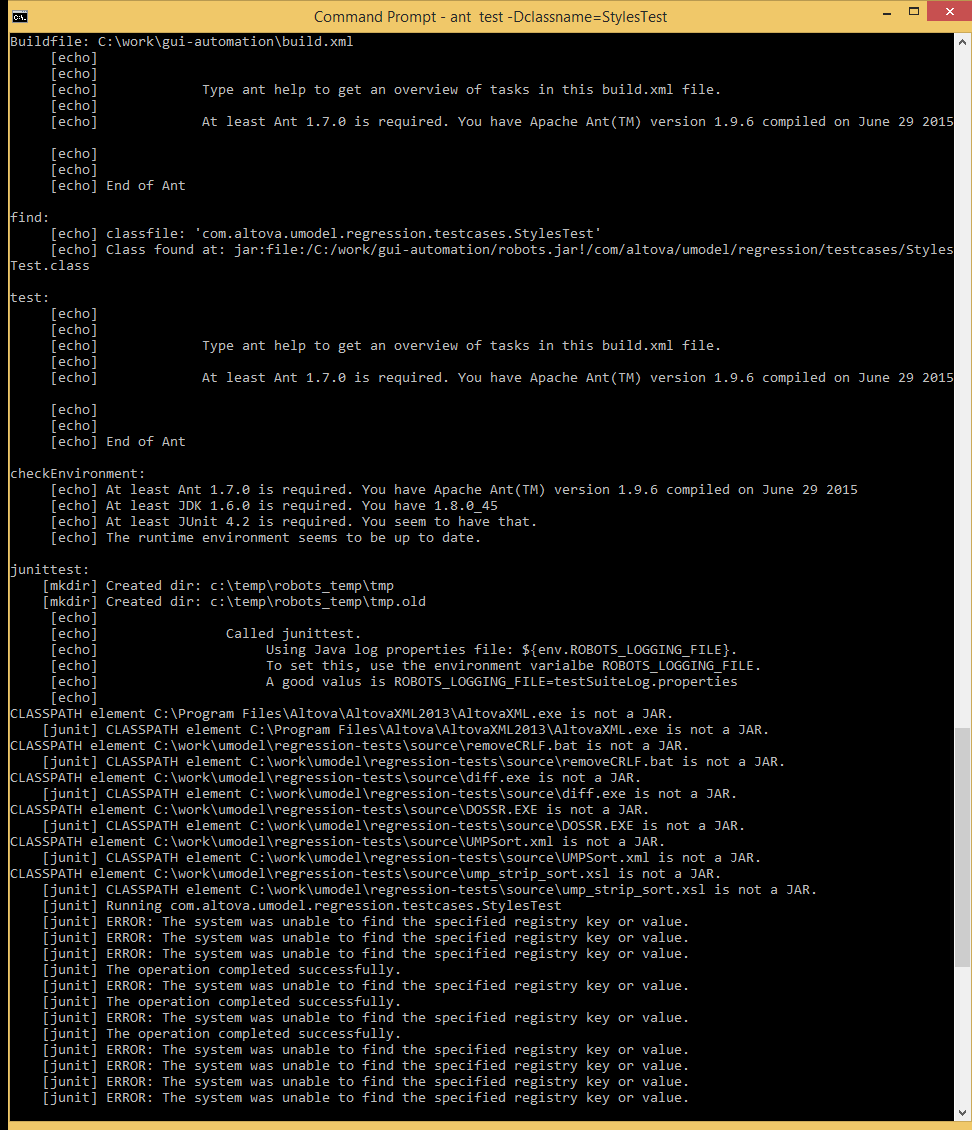 Command Prompt - ant  test -Dclassname=StylesTest
Buildfile: C:\work\gui-automation\build.xml
[echo]
[echo]
[echo]             Type ant help to get an overview of tasks in this build.xml file.
[echo]
[echo]             At least Ant 1.7.0 is required. You have Apache Ant(TM) version 1.9.6 compiled on June 29 2015
[echo]
[echo]
[echo] End of Ant
find:
[echo] classfile: 'com.altova.umodel.regression.testcases.StylesTest'
[echo] Class found at: jar:file:/C:/work/gui-automation/robots.jar!/com/altova/umodel/regression/testcases/Styles
Test.class
test:
[echo]
[echo]
[echo]             Type ant help to get an overview of tasks in this build.xml file.
[echo]
[echo]             At least Ant 1.7.0 is required. You have Apache Ant(TM) version 1.9.6 compiled on June 29 2015
[echo]
[echo]
[echo] End of Ant
checkEnvironment:
[echo] At least Ant 1.7.0 is required. You have Apache Ant(TM) version 1.9.6 compiled on June 29 2015
[echo] At least JDK 1.6.0 is required. You have 1.8.0_45
[echo] At least JUnit 4.2 is required. You seem to have that.
[echo] The runtime environment seems to be up to date.
junittest:
[mkdir] Created dir: c:\temp\robots_temp\tmp
[mkdir] Created dir: c:\temp\robots_temp\tmp.old
[echo]
[echo]                Called junittest.
[echo]                     Using Java log properties file: ${env.ROBOTS_LOGGING_FILE}.
[echo]                     To set this, use the environment varialbe ROBOTS_LOGGING_FILE.
[echo]                     A good valus is ROBOTS_LOGGING_FILE=testSuiteLog.properties
[echo]
CLASSPATH element C:\Program Files\Altova\AltovaXML2013\AltovaXML.exe is not a JAR.
[junit] CLASSPATH element C:\Program Files\Altova\AltovaXML2013\AltovaXML.exe is not a JAR.
CLASSPATH element C:\work\umodel\regression-tests\source\removeCRLF.bat is not a JAR.
[junit] CLASSPATH element C:\work\umodel\regression-tests\source\removeCRLF.bat is not a JAR.
CLASSPATH element C:\work\umodel\regression-tests\source\diff.exe is not a JAR.
[junit] CLASSPATH element C:\work\umodel\regression-tests\source\diff.exe is not a JAR.
CLASSPATH element C:\work\umodel\regression-tests\source\DOSSR.EXE is not a JAR.
[junit] CLASSPATH element C:\work\umodel\regression-tests\source\DOSSR.EXE is not a JAR.
CLASSPATH element C:\work\umodel\regression-tests\source\UMPSort.xml is not a JAR.
[junit] CLASSPATH element C:\work\umodel\regression-tests\source\UMPSort.xml is not a JAR.
CLASSPATH element C:\work\umodel\regression-tests\source\ump_strip_sort.xsl is not a JAR.
[junit] CLASSPATH element C:\work\umodel\regression-tests\source\ump_strip_sort.xsl is not a JAR.
[junit] Running com.altova.umodel.regression.testcases.StylesTest
[junit] ERROR: The system was unable to find the specified registry key or value.
[junit] ERROR: The system was unable to find the specified registry key or value.
[junit] ERROR: The system was unable to find the specified registry key or value.
[junit] The operation completed successfully.
[junit] ERROR: The system was unable to find the specified registry key or value.
[junit] The operation completed successfully.
[junit] ERROR: The system was unable to find the specified registry key or value.
[junit] The operation completed successfully.
[junit] ERROR: The system was unable to find the specified registry key or value.
[junit] ERROR: The system was unable to find the specified registry key or value.
[junit] ERROR: The system was unable to find the specified registry key or value.
[junit] ERROR: The system was unable to find the specified registry key or value.